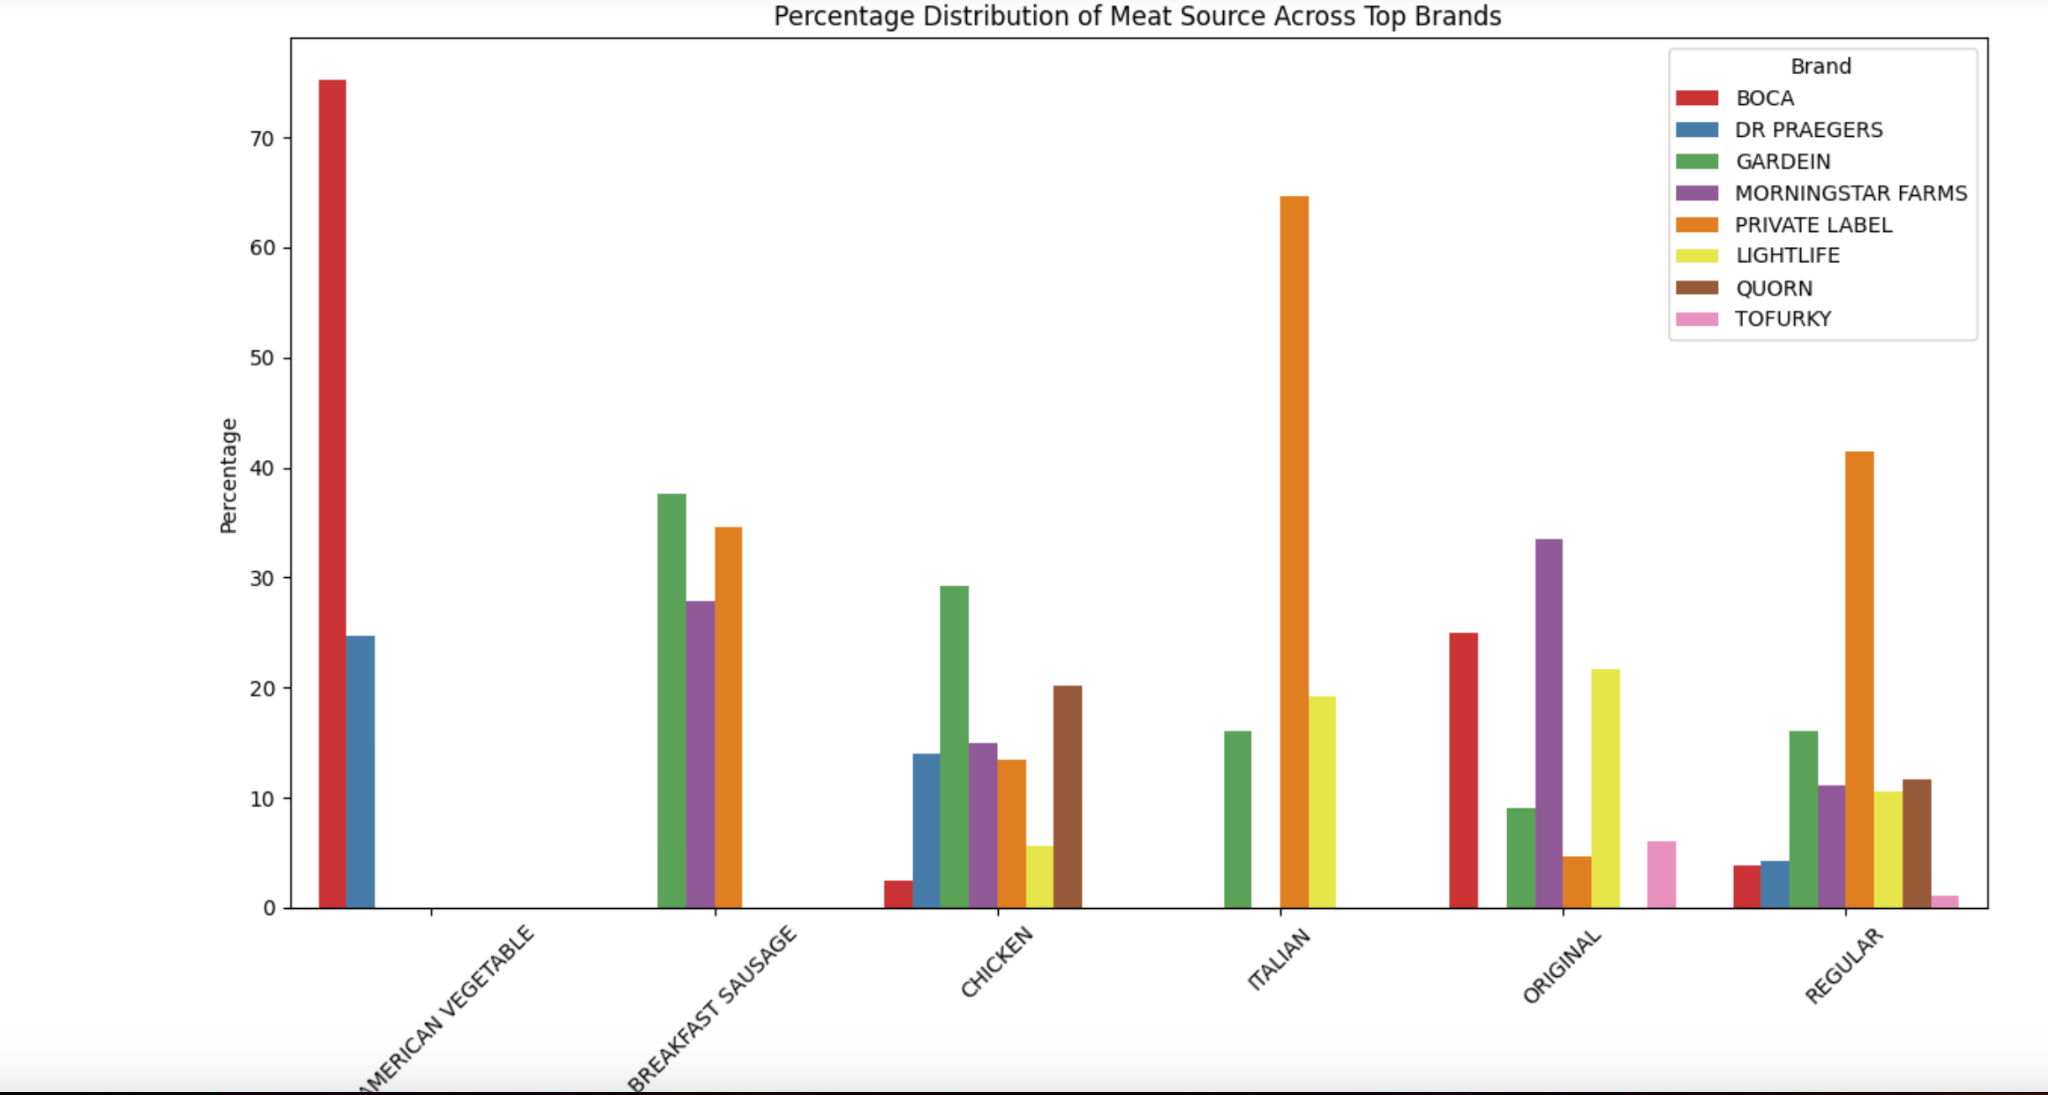 Percentage Distribution of Meat Source Across Top Brands
Brand
BOCA
DR PRAEGERS
GARDEIN
MORNINGSTAR FARMS
PRIVATE LABEL
LIGHTLIFE
QUORN
TOFURKY
Percentage
70
60
50
40
30
20
10
0
AMERICAN VEGETABLE
BREAKFAST SAUSAGE
CHICKEN
ITALIAN
ORIGINAL
REGULAR